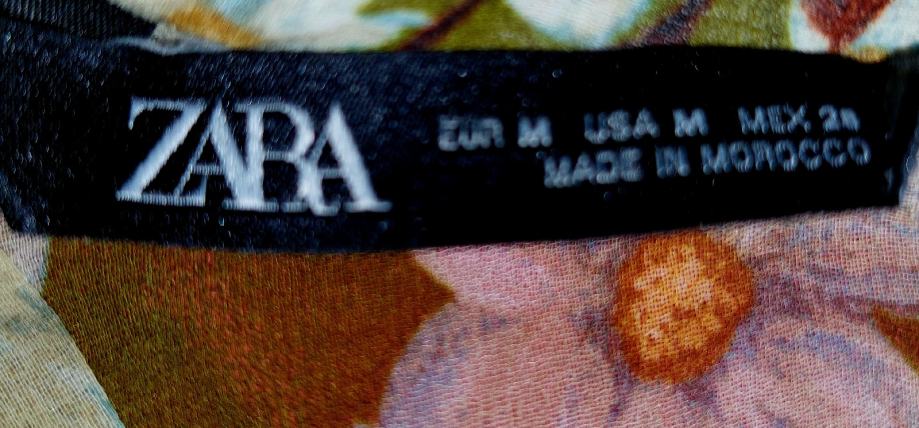 ZARA
EUR M USA M MEX 28
MADE IN MOROCCO